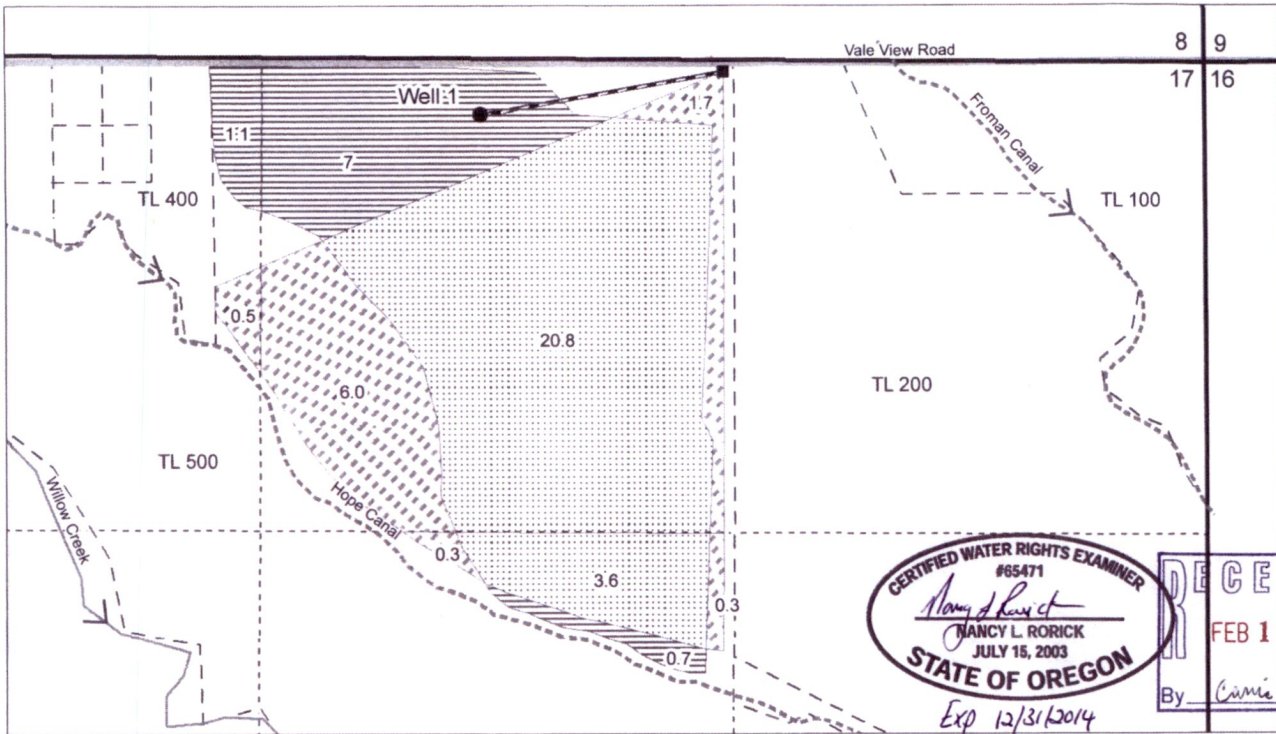 Vale View Road
8 9
17 16
Well 1
1.7
1.1
7
Froman Canal
TL 400
TL 100
0.5
20.8
6.0
TL 200
TL 500
Willow Creek
Hope Canal
0.3
3.6
0.3
0.7
CERTIFIED WATER RIGHTS EXAMINER
#65471
NANCY L. RORICK
JULY 15, 2003
STATE OF OREGON
Exp 12/31/2014
RECE
FEB 1
By